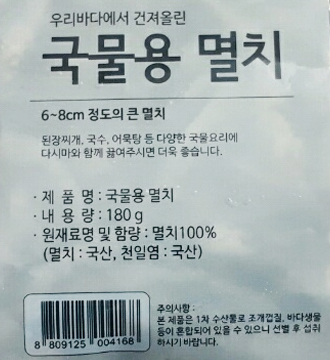 우리바다에서 건져올린
국물용 멸치
6~8cm 정도의 큰 멸치
된장찌개, 국수, 어묵탕 등 다양한 국물요리에
다시마와 함께 끓여주시면 더욱 좋습니다.
· 제 품 명 : 국물용 멸치
· 내 용 량 : 180 g
· 원재료명 및 함량 : 멸치100%
(멸치 : 국산, 천일염 : 국산)
주의사항 :
본 제품은 1차 수산물로 조개껍질, 바다생물
등이 혼합되어 있을 수 있으니 선별 후 섭취
하시기 바랍니다.
8 809125 004168